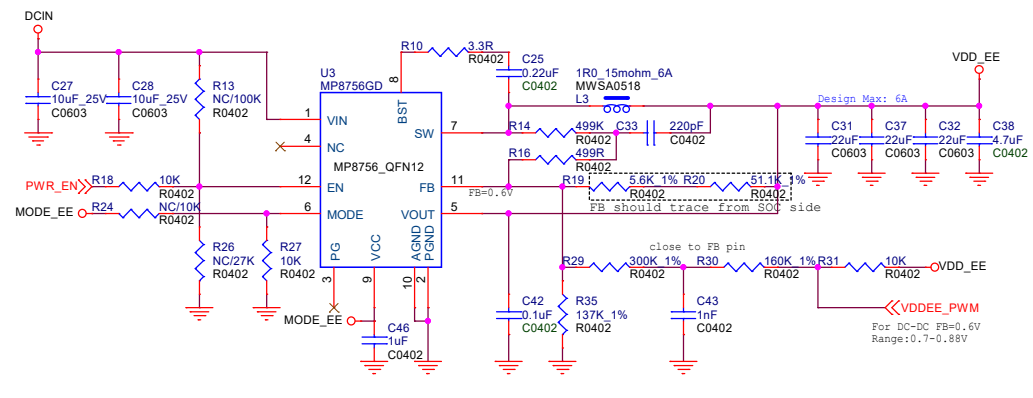 DCIN
C27
10uF_25V
C0603
C28
10uF_25V
C0603
R13
NC/100K
R0402
U3
MP8756GD
R10
3.3R
R0402
C25
0.22uF
C0402
1R0_15mohm_6A
MWSA0518
L3
VDD_EE
Design Max: 6A
1
VIN
4
NC
12
EN
6
MODE
8
BST
MP8756_QFN12
SW
7
FB
11
VOUT
5
PG
3
VCC
9
AGND
10
PGND
2
R14
499K
R0402
C33
220pF
C0402
R16
499R
R0402
C31
22uF
C0603
C37
22uF
C0603
C32
22uF
C0603
C38
4.7uF
C0402
PWR_EN
R18
10K
R0402
MODE_EE
R24
NC/10K
R0402
FB=0.6V
R19
5.6K_1%
R0402
R20
51.1K_1%
R0402
FB should trace from SOC side
R26
NC/27K
R0402
R27
10K
R0402
close to FB pin
R29
300K_1%
R0402
R30
160K_1%
R0402
R31
10K
R0402
VDD_EE
MODE_EE
C46
1uF
C0402
C42
0.1uF
C0402
R35
137K_1%
R0402
C43
1nF
C0402
VDDEE_PWM
For DC-DC FB=0.6V
Range:0.7-0.88V